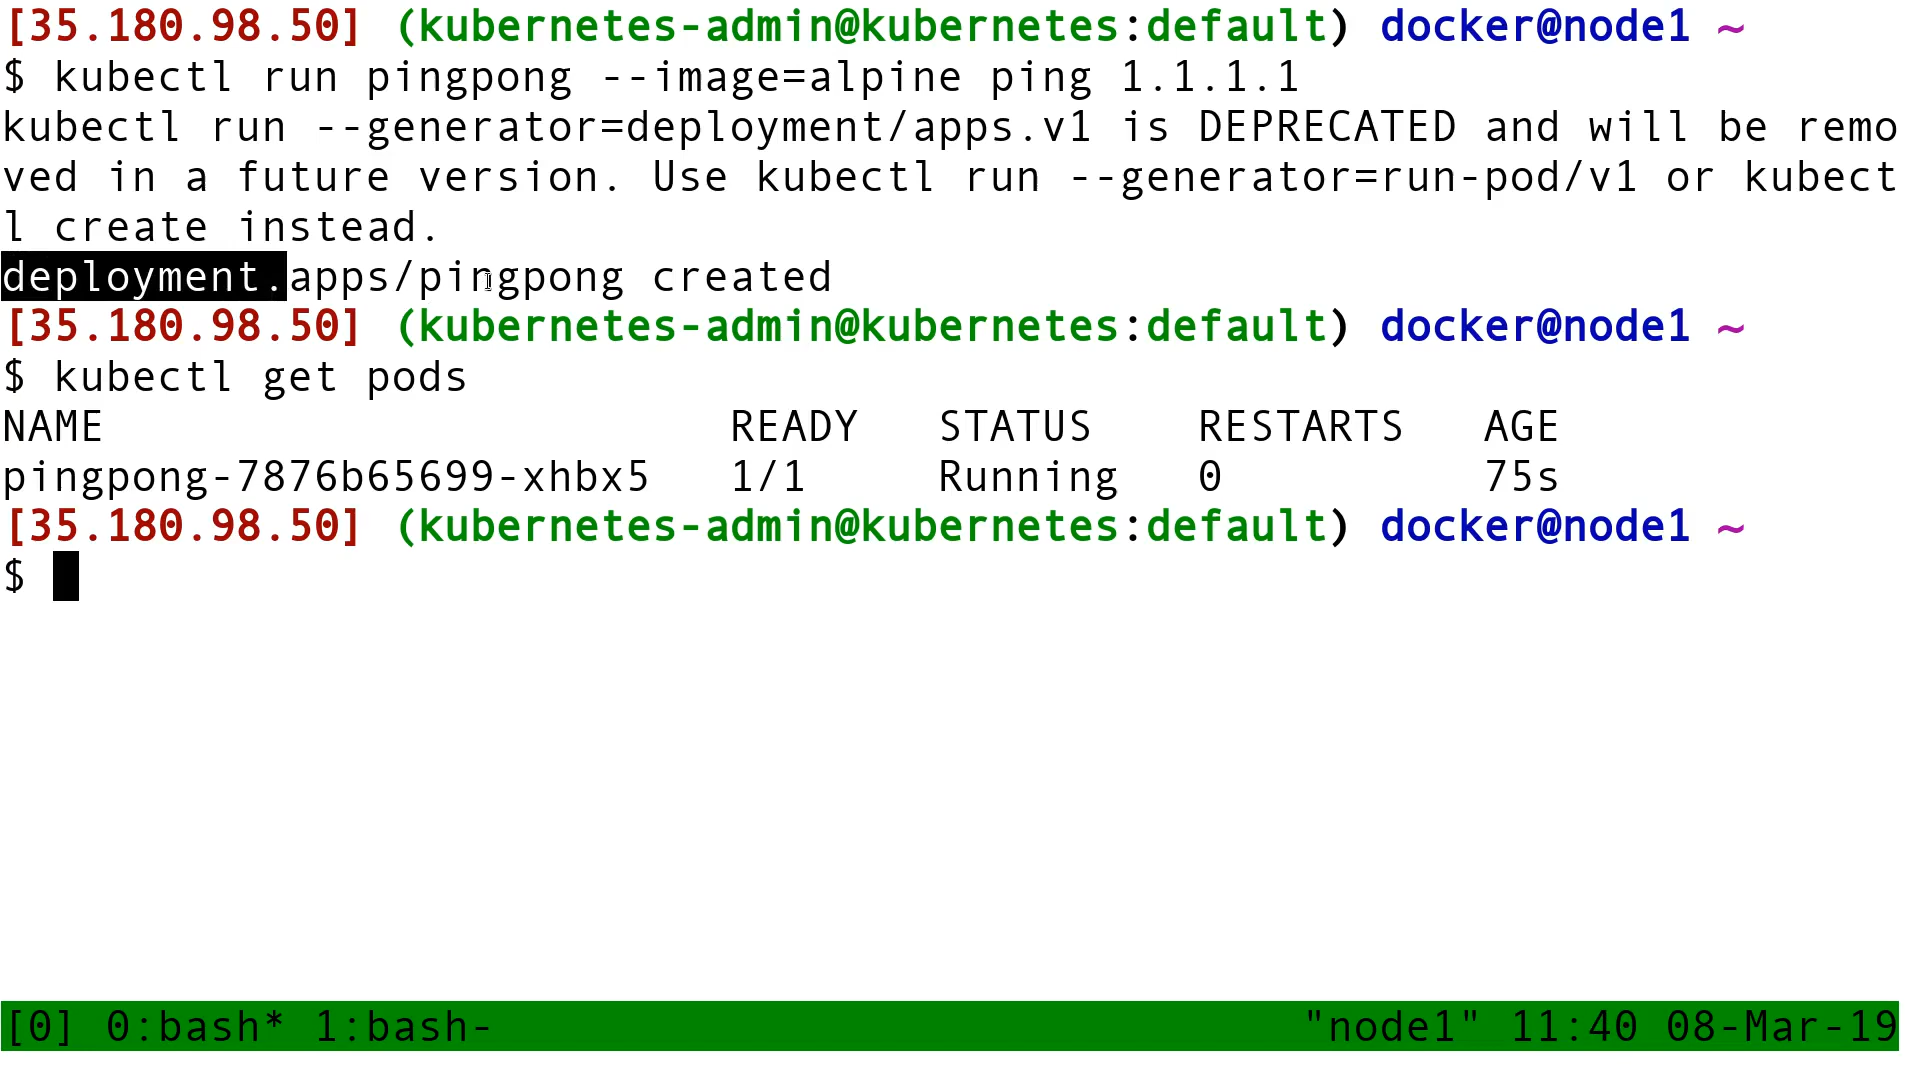 [35.180.98.50] (kubernetes-admin@kubernetes:default) docker@node1 ~
$ kubectl run pingpong --image=alpine ping 1.1.1.1
kubectl run --generator=deployment/apps.v1 is DEPRECATED and will be remo
ved in a future version. Use kubectl run --generator=run-pod/v1 or kubect
l create instead.
deployment.apps/pingpong created
[35.180.98.50] (kubernetes-admin@kubernetes:default) docker@node1 ~
$ kubectl get pods
NAME                        READY   STATUS    RESTARTS   AGE
pingpong-7876b65699-xhbx5   1/1     Running   0          75s
[35.180.98.50] (kubernetes-admin@kubernetes:default) docker@node1 ~
$
[0] 0:bash* 1:bash- "node1" 11:40 08-Mar-19